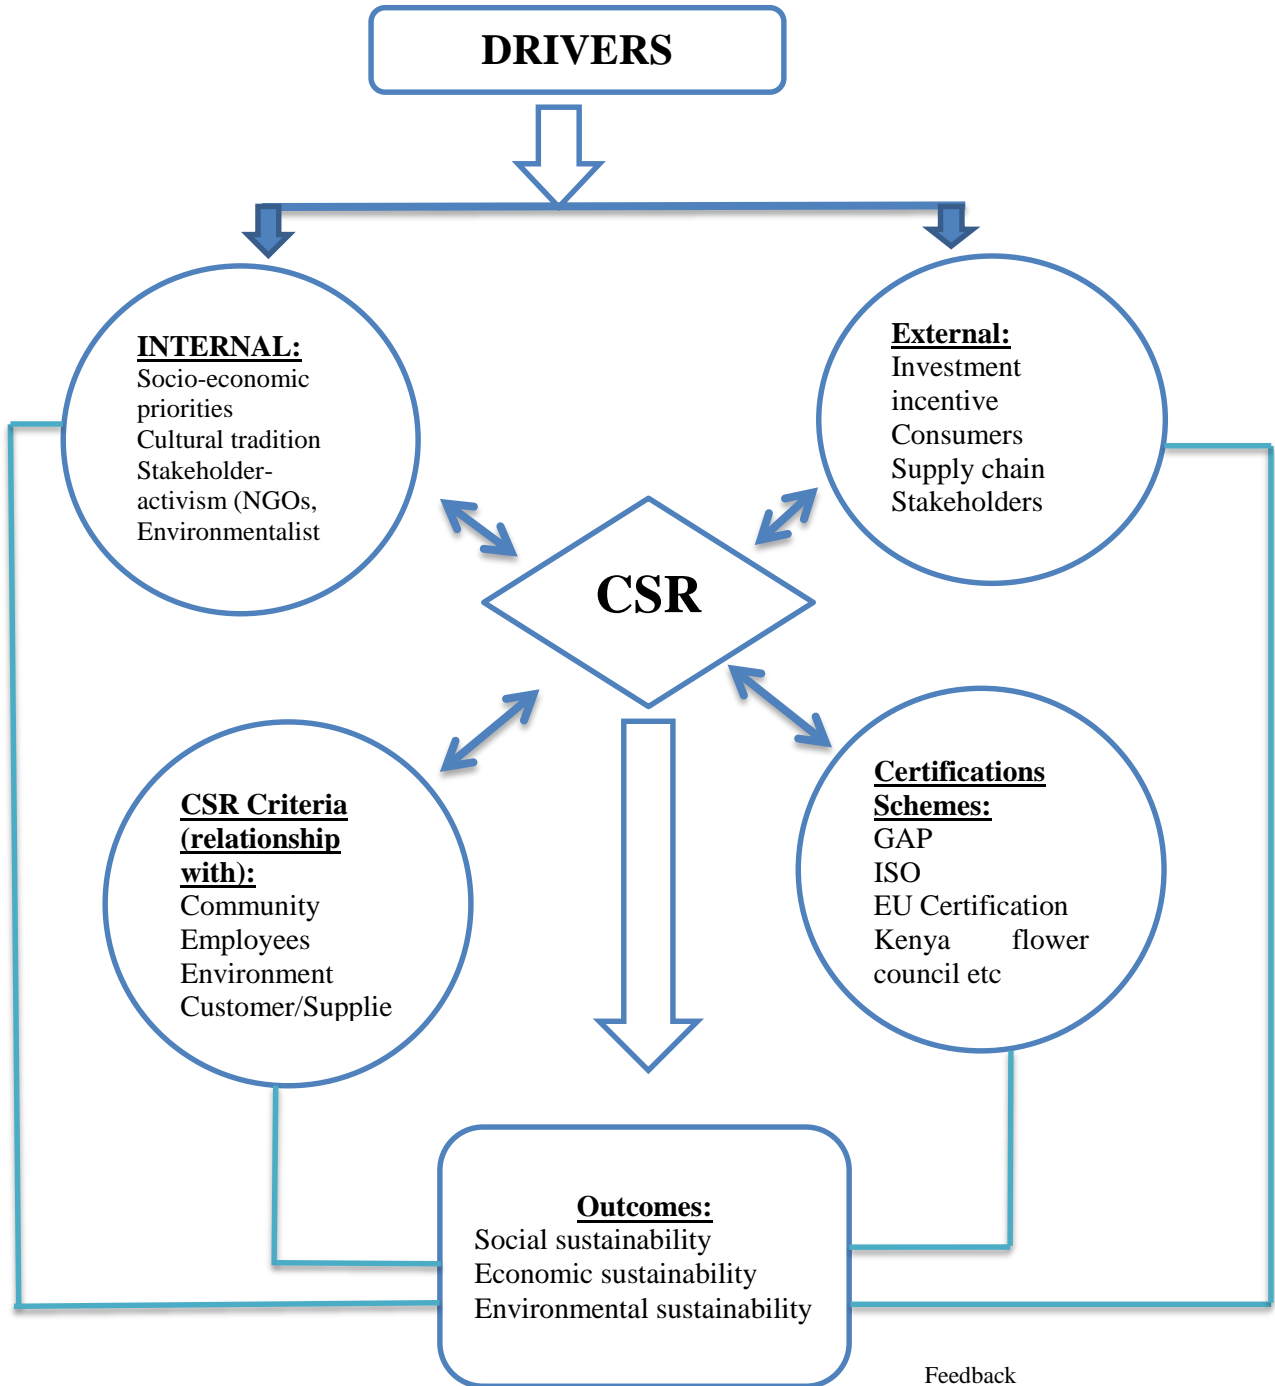 DRIVERS
INTERNAL:
Socio-economic
priorities
Cultural tradition
Stakeholder-
activism (NGOs,
Environmentalist
External:
Investment
incentive
Consumers
Supply chain
Stakeholders
CSR
CSR Criteria
(relationship
with):
Community
Employees
Environment
Customer/Supplie
Certifications
Schemes:
GAP
ISO
EU Certification
Kenya flower
council etc
Outcomes:
Social sustainability
Economic sustainability
Environmental sustainability
Feedback